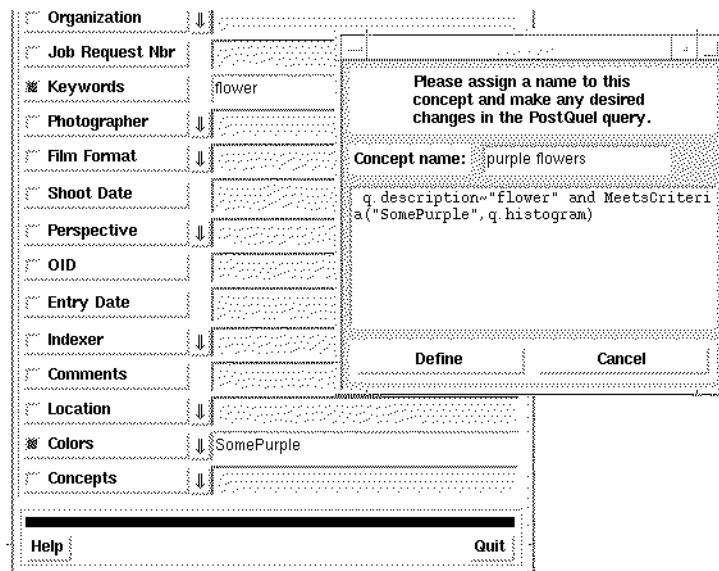 Organization
Job Request Nbr
Keywords flower
Photographer
Film Format
Shoot Date
Perspective
OID
Entry Date
Indexer
Comments
Location
Colors SomePurple
Concepts
Help Quit
Please assign a name to this
concept and make any desired
changes in the PostQuel query.
Concept name: purple flowers
q.description~"flower" and MeetsCriteri
a("SomePurple",q.histogram)
Define Cancel